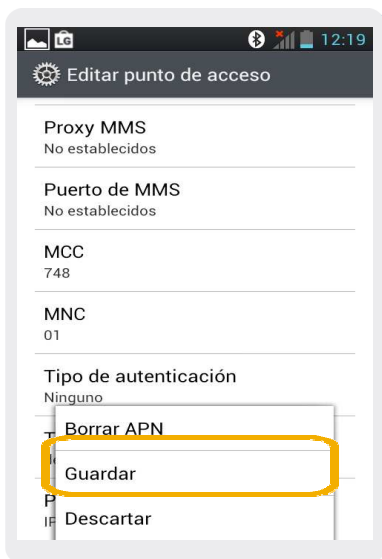 LG
12:19
Editar punto de acceso
Proxy MMS
No establecidos
Puerto de MMS
No establecidos
MCC
748
MNC
01
Tipo de autenticación
Ninguno
Borrar APN
Guardar
Descartar